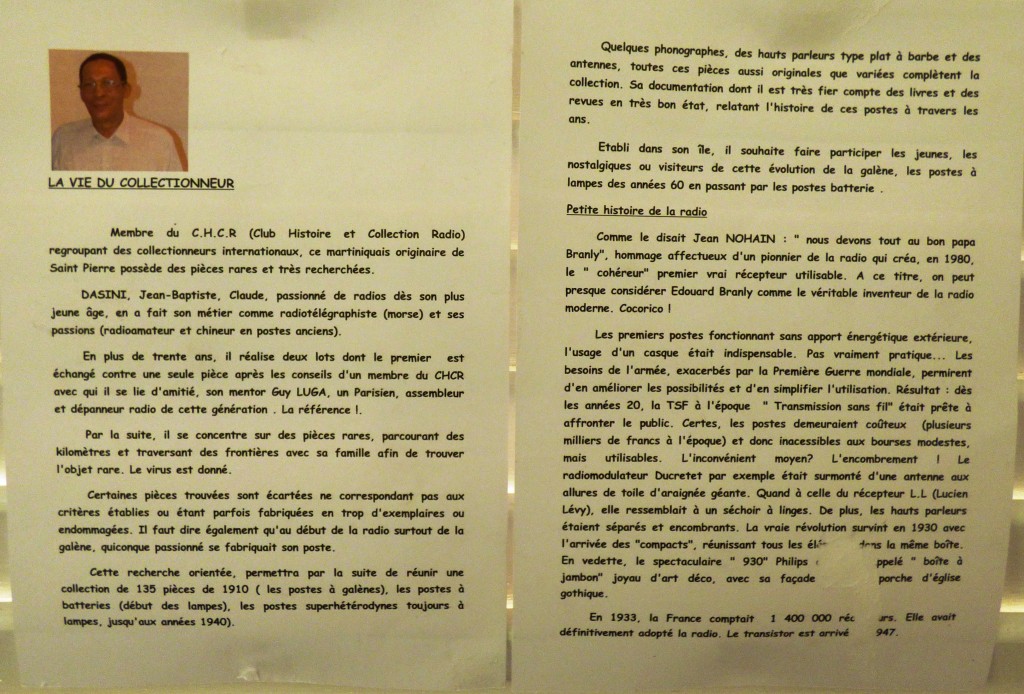 LA VIE DU COLLECTIONNEUR
Membre du C.H.C.R (Club Histoire et Collection Radio)
regroupant des collectionneurs internationaux, ce martiniquais originaire de
Saint Pierre possède des pièces rares et très recherchées.
DASINI, Jean-Baptiste, Claude, passionné de radios dès son plus
jeune âge, en a fait son métier comme radiotélégraphiste (morse) et ses
passions (radioamateur et chineur en postes anciens).
En plus de trente ans, il réalise deux lots dont le premier est
échangé contre une seule pièce après les conseils d'un membre du CHCR
avec qui il se lie d'amitié, son mentor Guy LUGA, un Parisien, assembleur
et dépanneur radio de cette génération . La référence !.
Par la suite, il se concentre sur des pièces rares, parcourant des
kilomètres et traversant des frontières avec sa famille afin de trouver
l'objet rare. Le virus est donné.
Certaines pièces trouvées sont écartées ne correspondant pas aux
critères établies ou étant parfois fabriquées en trop d'exemplaires ou
endommagées. Il faut dire également qu'au début de la radio surtout de la
galène, quiconque passionné se fabriquait son poste.
Cette recherche orientée, permettra par la suite de réunir une
collection de 135 pièces de 1910 ( les postes à galènes), les postes à
batteries (début des lampes), les postes superhétérodynes toujours à
lampes, jusqu'aux années 1940).
Quelques phonographes, des hauts parleurs type plat à barbe et des
antennes, toutes ces pièces aussi originales que variées complètent la
collection. Sa documentation dont il est très fier compte des livres et des
revues en très bon état, relatant l'histoire de ces postes à travers les
ans.
Etabli dans son île, il souhaite faire participer les jeunes, les
nostalgiques ou visiteurs de cette évolution de la galène, les postes à
lampes des années 60 en passant par les postes batterie .
Petite histoire de la radio
Comme le disait Jean NOHAIN : " nous devons tout au bon papa
Branly", hommage affectueux d'un pionnier de la radio qui créa, en 1980,
le " cohéreur" premier vrai récepteur utilisable. A ce titre, on peut
presque considérer Edouard Branly comme le véritable inventeur de la radio
moderne. Cocorico !
Les premiers postes fonctionnant sans apport énergétique extérieure,
l'usage d'un casque était indispensable. Pas vraiment pratique... Les
besoins de l'armée, exacerbés par la Première Guerre mondiale, permirent
d'en améliorer les possibilités et d'en simplifier l'utilisation. Résultat : dès
les années 20, la TSF à l'époque " Transmission sans fil" était prête à
affronter le public. Certes, les postes demeuraient coûteux (plusieurs
milliers de francs à l'époque) et donc inacessibles aux bourses modestes,
mais utilisables. L'inconvénient moyen? L'encombrement ! Le
radiomodulateur Ducretet par exemple était surmonté d'une antenne aux
allures de toile d'araignée géante. Quand à celle du récepteur L.L (Lucien
Lévy), elle ressemblait à un séchoir à linges. De plus, les hauts parleurs
étaient séparés et encombrants. La vraie révolution survint en 1930 avec
l'arrivée des "compacts", réunissant tous les dans la même boîte.
En vedette, le spectaculaire " 930" Philips "boîte à
jambon" joyau d'art déco, avec sa façade porche d'église
gothique.
En 1933, la France comptait 1 400 000 Elle avait
définitivement adopté la radio. Le transistor est arrivé